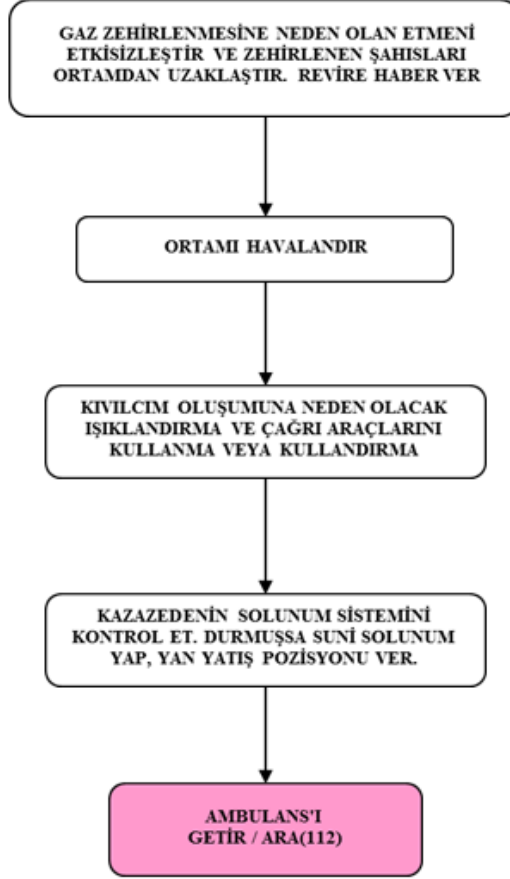 GAZ ZEHİRLENMESİNE NEDEN OLAN ETMENİ
ETKİSİZLEŞTİR VE ZEHİRLENEN ŞAHISLARI
ORTAMDAN UZAKLAŞTIR. REVİRE HABER VER
ORTAMI HAVALANDIR
KIVILCIM OLUŞUMUNA NEDEN OLACAK
IŞIKLANDIRMA VE ÇAĞRI ARAÇLARINI
KULLANMA VEYA KULLANDIRMA
KAZAZEDENİN SOLUNUM SİSTEMİNİ
KONTROL ET. DURMUŞSA SUNİ SOLUNUM
YAP, YAN YATIŞ POZİSYONU VER.
AMBULANS'I
GETİR / ARA(112)